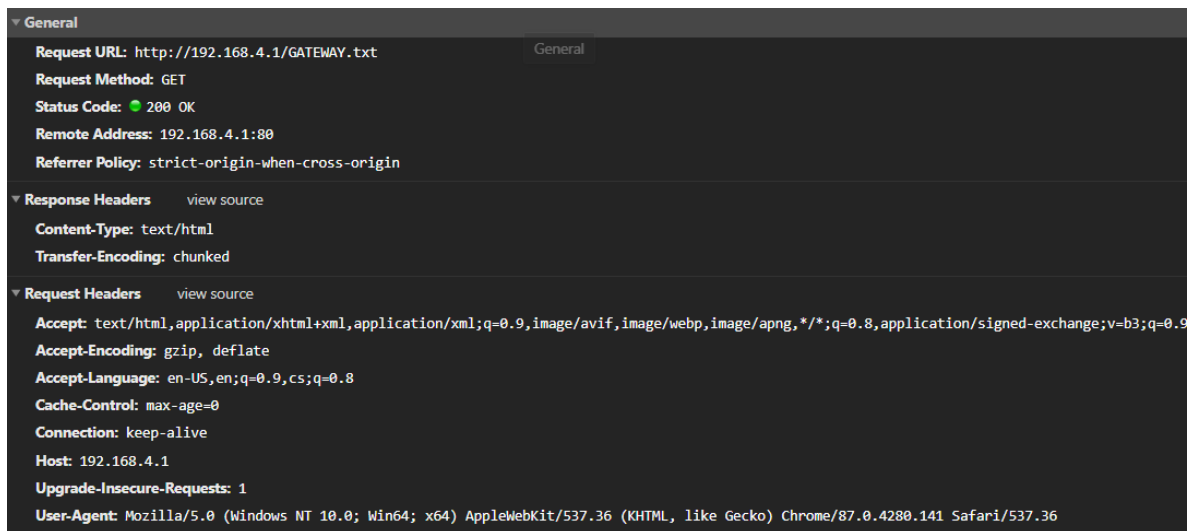 General
Request URL: http://192.168.4.1/GATEWAY.txt
General
Request Method: GET
Status Code: 200 OK
Remote Address: 192.168.4.1:80
Referrer Policy: strict-origin-when-cross-origin
Response Headers view source
Content-Type: text/html
Transfer-Encoding: chunked
Request Headers view source
Accept: text/html,application/xhtml+xml,application/xml;q=0.9,image/avif,image/webp,image/apng,*/*;q=0.8,application/signed-exchange;v=b3;q=0.9
Accept-Encoding: gzip, deflate
Accept-Language: en-US,en;q=0.9,cs;q=0.8
Cache-Control: max-age=0
Connection: keep-alive
Host: 192.168.4.1
Upgrade-Insecure-Requests: 1
User-Agent: Mozilla/5.0 (Windows NT 10.0; Win64; x64) AppleWebKit/537.36 (KHTML, like Gecko) Chrome/87.0.4280.141 Safari/537.36